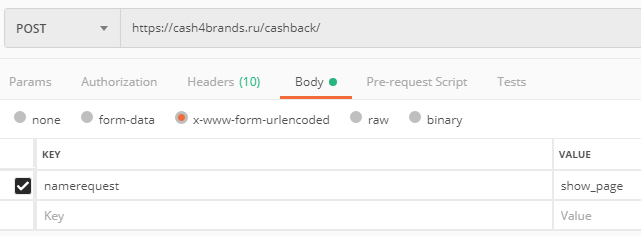 POST https://cash4brands.ru/cashback/
Params Authorization Headers (10) Body Pre-request Script Tests
none form-data x-www-form-urlencoded raw binary
KEY VALUE
namerequest show_page
Key Value